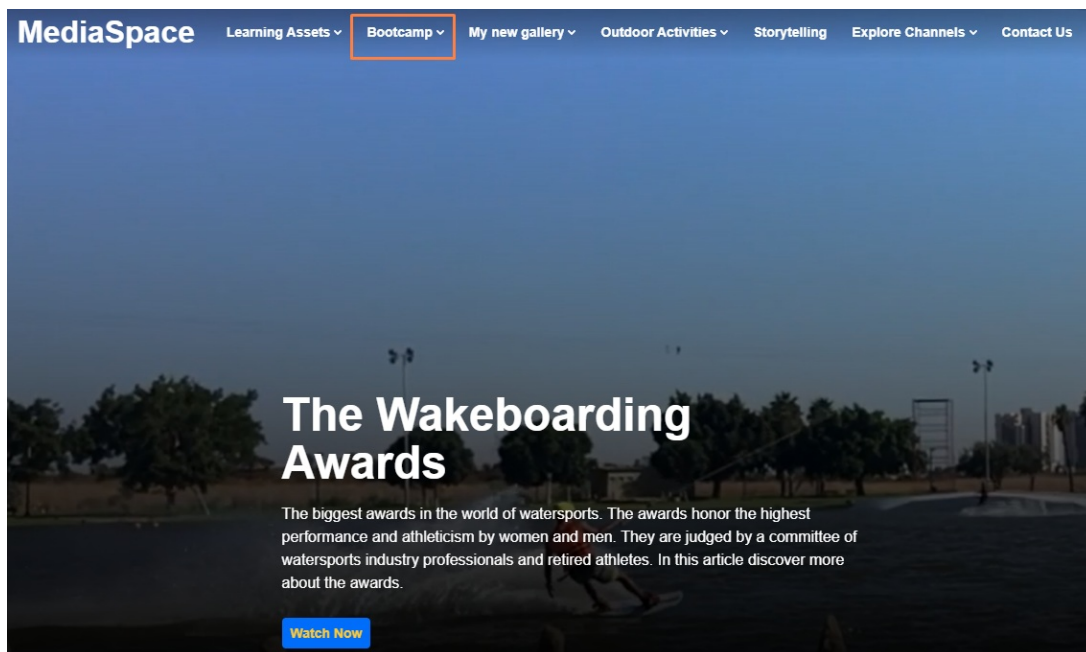 MediaSpace Learning Assets Bootcamp My new gallery Outdoor Activities Storytelling Explore Channels Contact Us
The Wakeboarding
Awards
The biggest awards in the world of watersports. The awards honor the highest
performance and athleticism by women and men. They are judged by a committee of
watersports industry professionals and retired athletes. In this article discover more
about the awards.
Watch Now